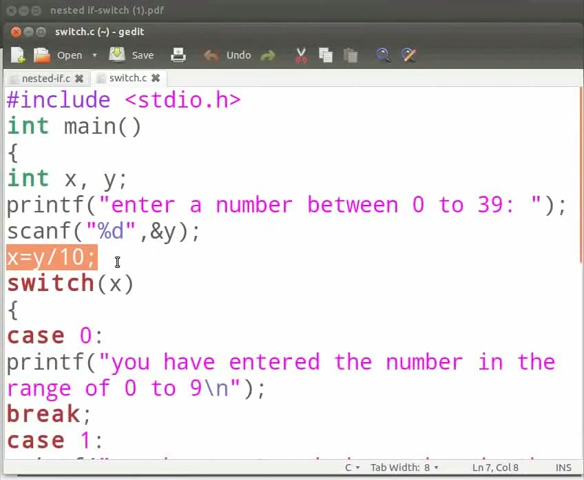 nested if-switch (1).pdf
switch.c (~) - gedit
Open Save Undo
nested-if.c switch.c
#include <stdio.h>
int main()
{
int x, y;
printf("enter a number between 0 to 39: ");
scanf("%d",&y);
x=y/10;
switch(x)
{
case 0:
printf("you have entered the number in the
range of 0 to 9\n");
break;
case 1:
C Tab Width: 8 Ln 7, Col 8 INS